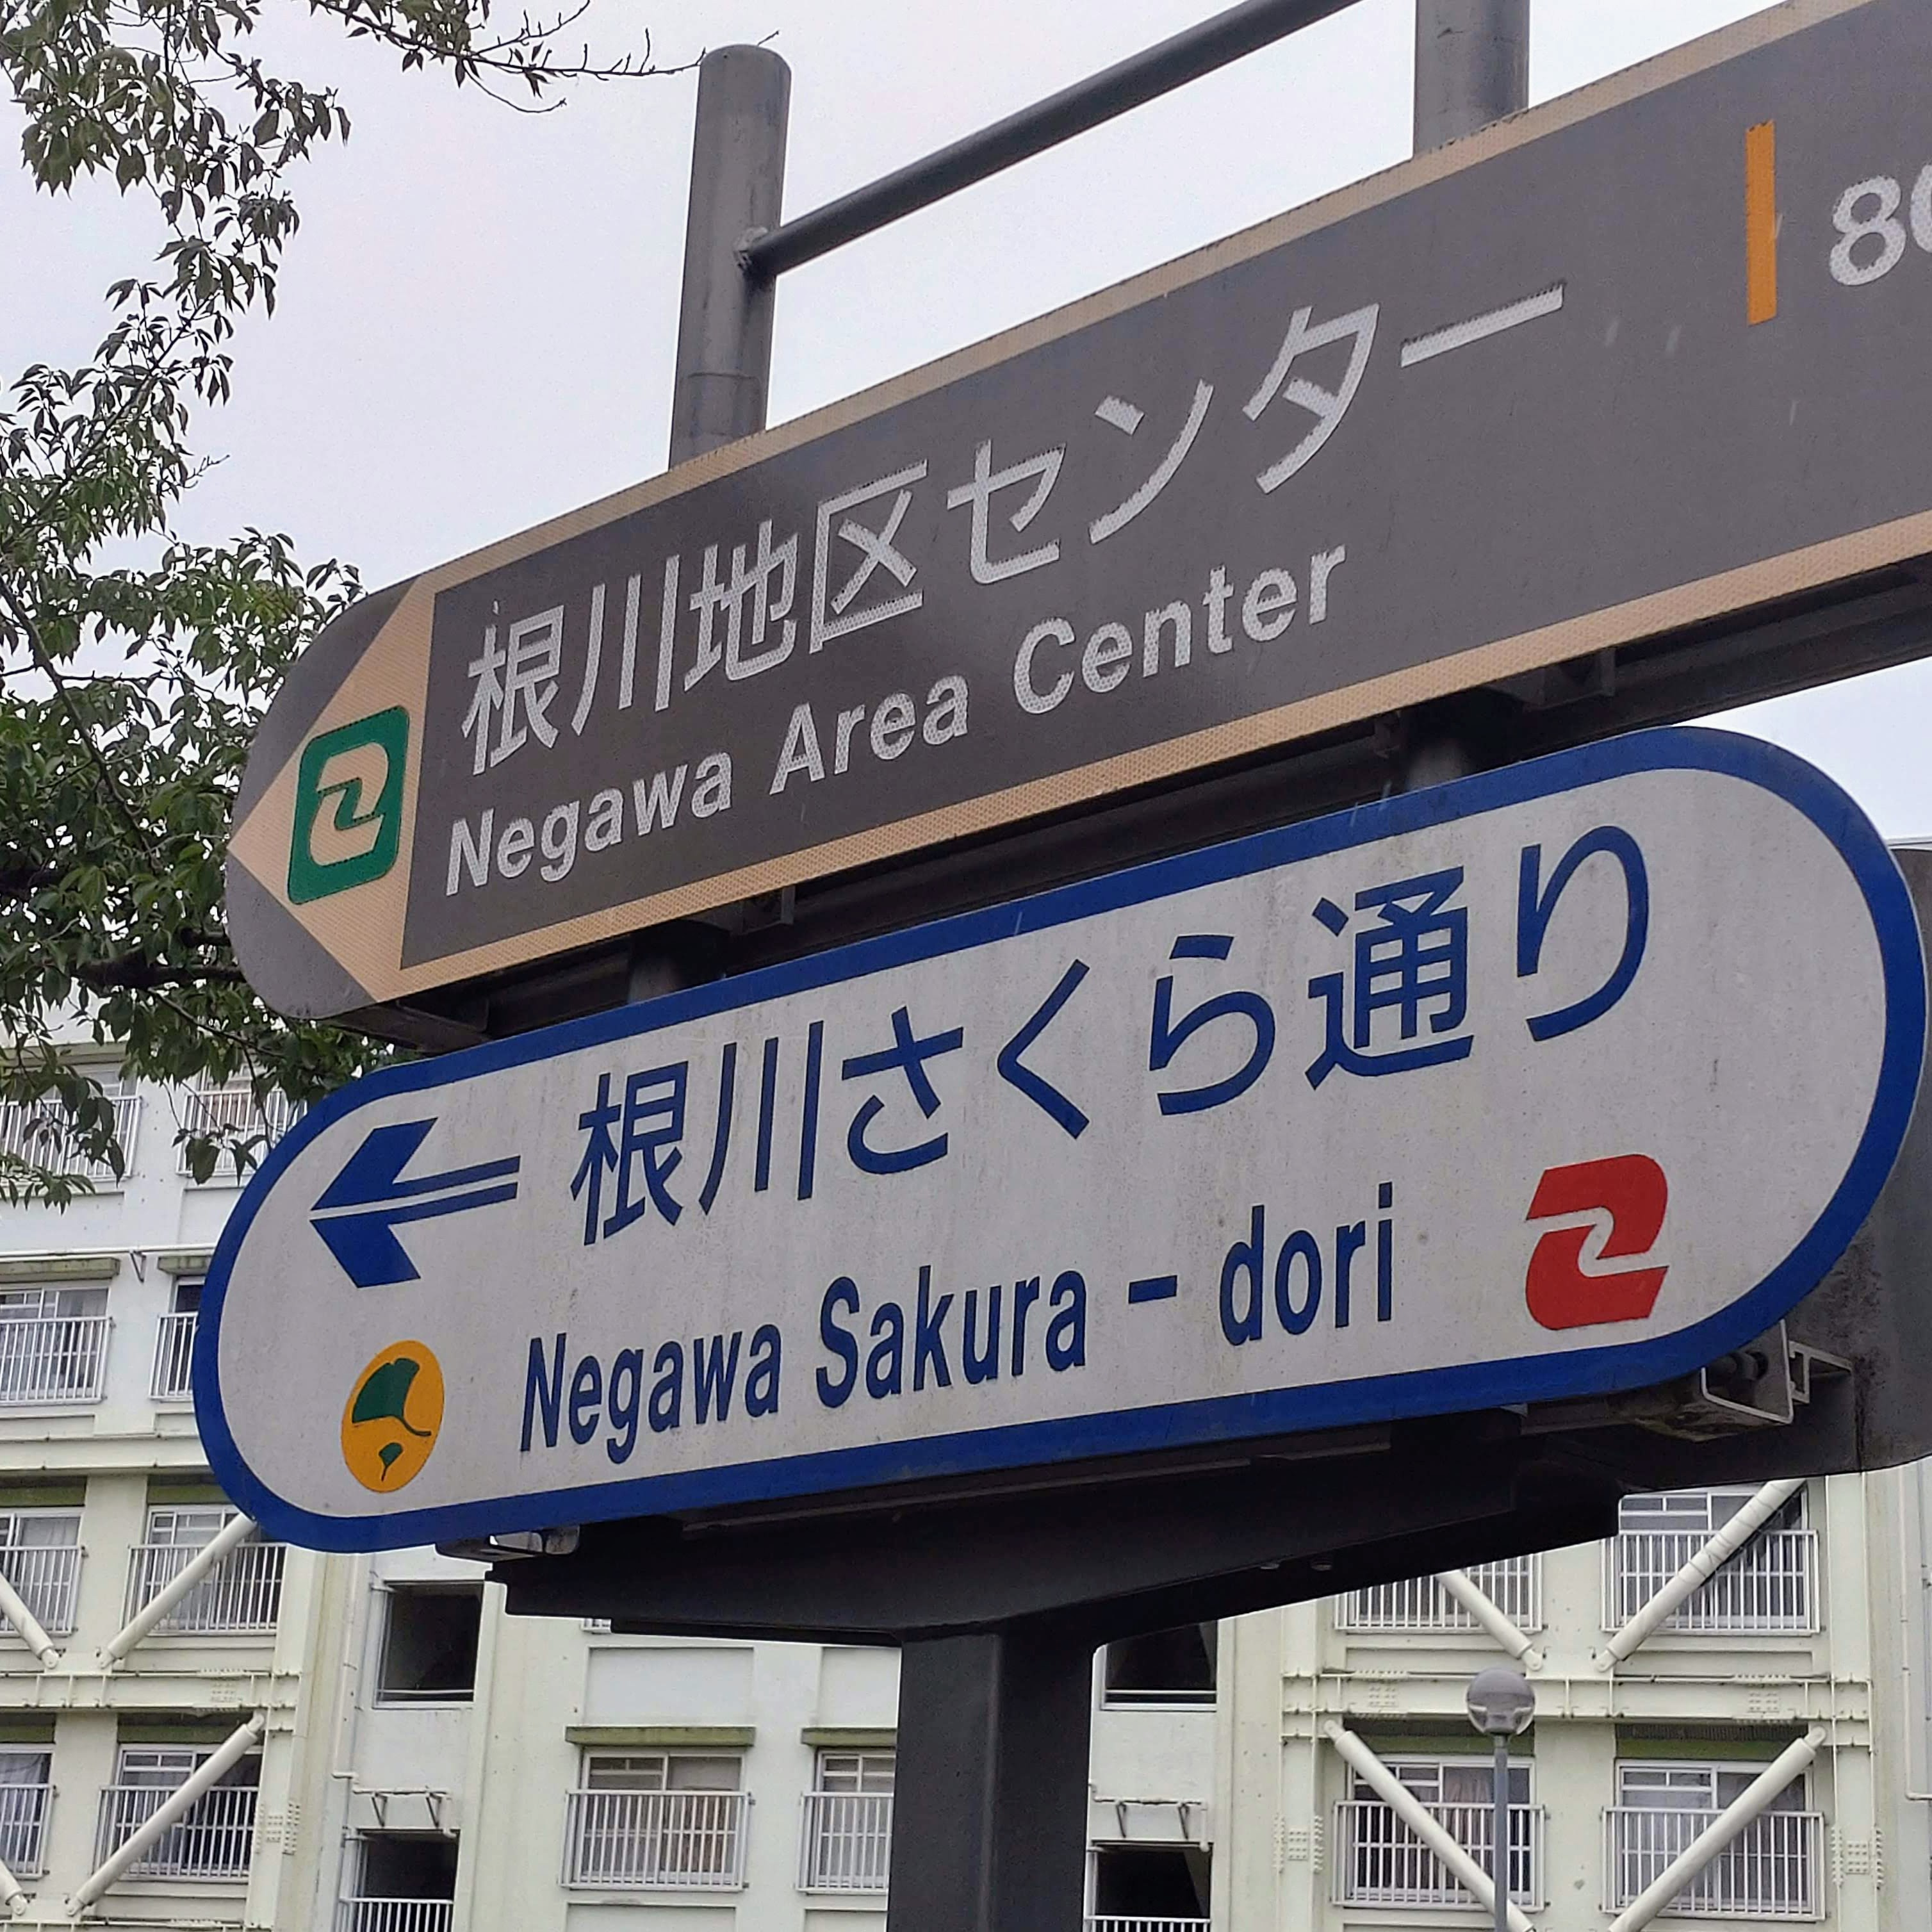 根川地区センター
Negawa Area Center
根川さくら通り
Negawa Sakura - dori